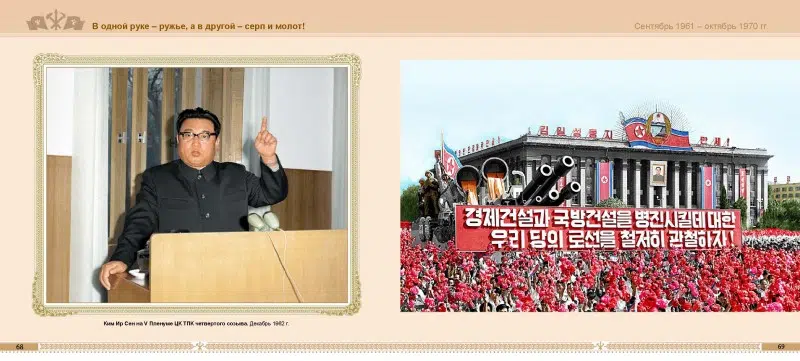 В одной руке – ружье, а в другой – серп и молот!
Сентябрь 1961 – октябрь 1970 гг.
김일성동지 만세!
경제건설과 국방건설을 병진시킬데 대한
우리 당의 로선을 철저히 관철하자!
Ким Ир Сен на V Пленуме ЦК ТПК четвертого созыва. Декабрь 1962 г.
68
69